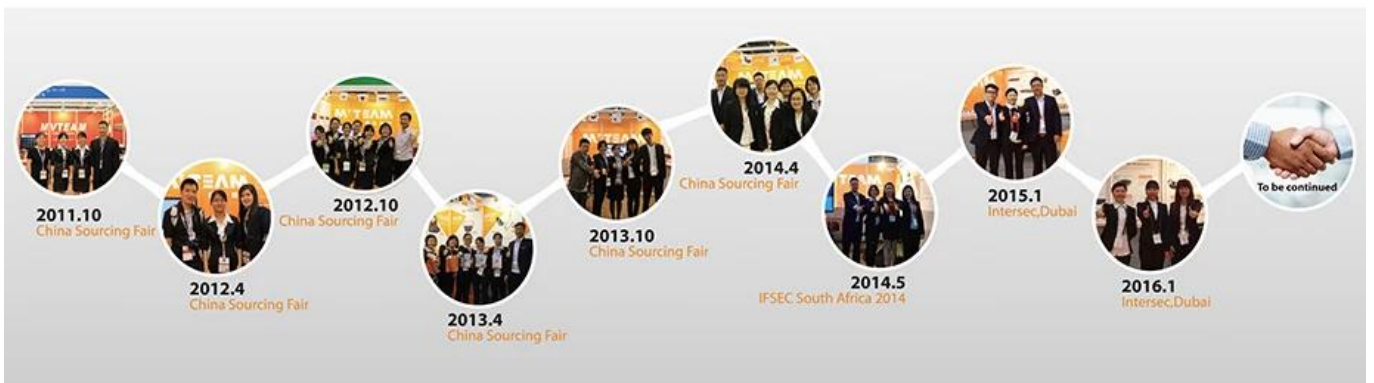 MVTEAM
2011.10
China Sourcing Fair
2012.4
China Sourcing Fair
2012.10
China Sourcing Fair
2013.4
China Sourcing Fair
2013.10
China Sourcing Fair
2014.4
China Sourcing Fair
2014.5
IFSEC South Africa 2014
2015.1
Intersec,Dubai
2016.1
Intersec,Dubai
To be continued